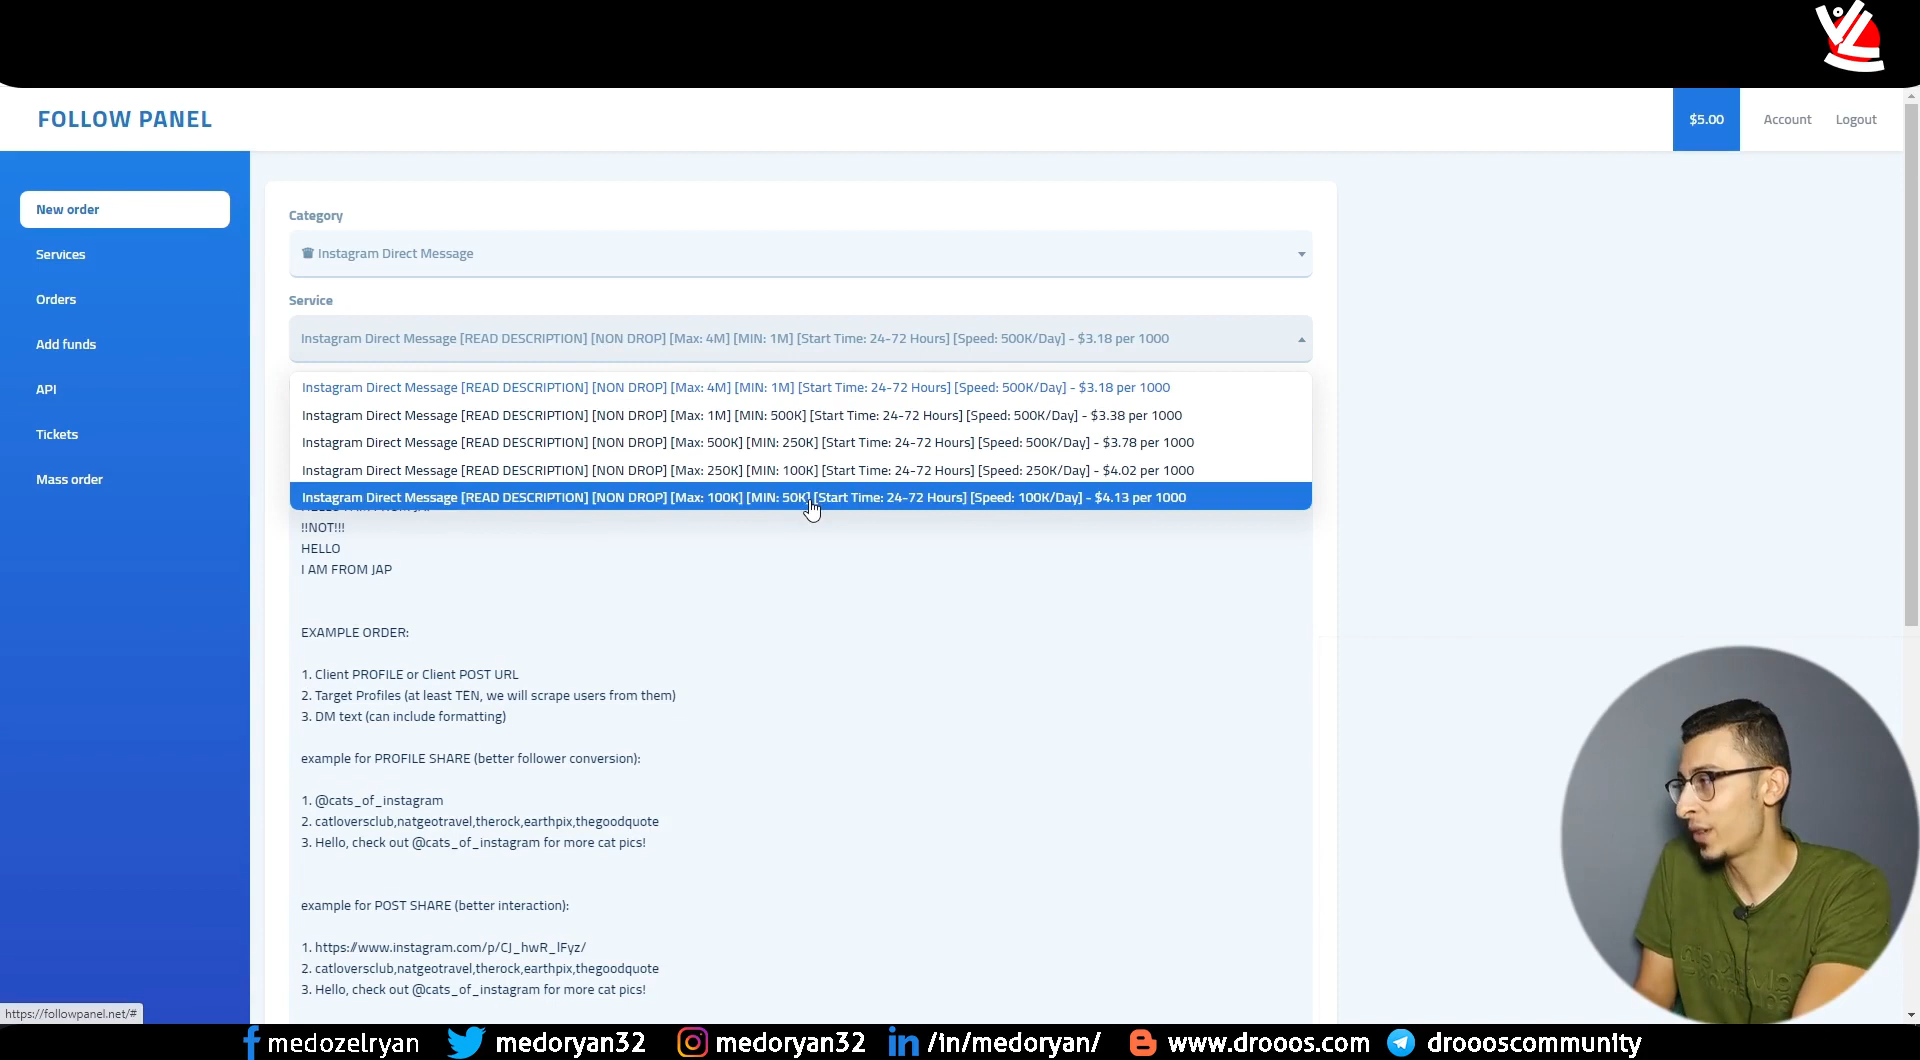 FOLLOW PANEL
$5.00
Account
Logout
New order
Services
Orders
Add funds
API
Tickets
Mass order
Category
Instagram Direct Message
Service
Instagram Direct Message [READ DESCRIPTION] [NON DROP] [Max: 4M] [MIN: 1M] [Start Time: 24-72 Hours] [Speed: 500K/Day] - $3.18 per 1000
Instagram Direct Message [READ DESCRIPTION] [NON DROP] [Max: 4M] [MIN: 1M] [Start Time: 24-72 Hours] [Speed: 500K/Day] - $3.18 per 1000
Instagram Direct Message [READ DESCRIPTION] [NON DROP] [Max: 1M] [MIN: 500K] [Start Time: 24-72 Hours] [Speed: 500K/Day] - $3.38 per 1000
Instagram Direct Message [READ DESCRIPTION] [NON DROP] [Max: 500K] [MIN: 250K] [Start Time: 24-72 Hours] [Speed: 500K/Day] - $3.78 per 1000
Instagram Direct Message [READ DESCRIPTION] [NON DROP] [Max: 250K] [MIN: 100K] [Start Time: 24-72 Hours] [Speed: 250K/Day] - $4.02 per 1000
Instagram Direct Message [READ DESCRIPTION] [NON DROP] [Max: 100K] [MIN: 50K] [Start Time: 24-72 Hours] [Speed: 100K/Day] - $4.13 per 1000
!!NOT!!!
HELLO
I AM FROM JAP
EXAMPLE ORDER:
1. Client PROFILE or Client POST URL
2. Target Profiles (at least TEN, we will scrape users from them)
3. DM text (can include formatting)
example for PROFILE SHARE (better follower conversion):
1. @cats_of_instagram
2. catloversclub,natgeotravel,therock,earthpix,thegoodquote
3. Hello, check out @cats_of_instagram for more cat pics!
example for POST SHARE (better interaction):
1. https://www.instagram.com/p/CJ_hwR_lFyz/
2. catloversclub,natgeotravel,therock,earthpix,thegoodquote
3. Hello, check out @cats_of_instagram for more cat pics!
https://followpanel.net/#
medozelryan
medoryan32
medoryan32
/in/medoryan/
www.drooos.com
droooscommunity